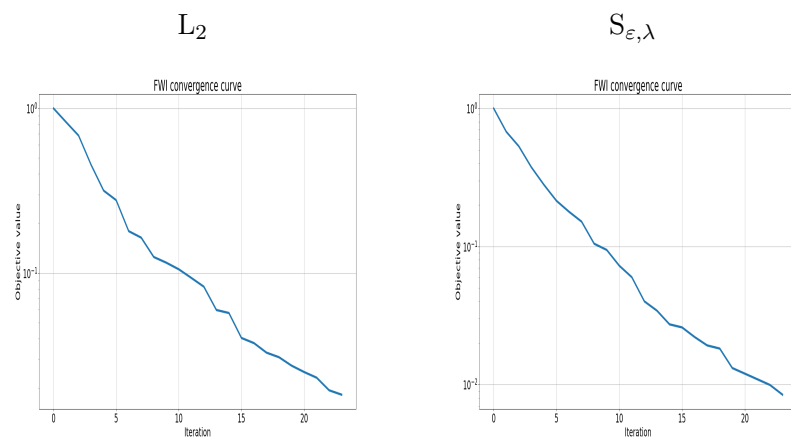 L₂
S_{ε,λ}
FWI convergence curve
10⁰
10⁻¹
Objective value
0 5 10 15 20
Iteration
FWI convergence curve
10⁰
10⁻¹
10⁻²
Objective value
0 5 10 15 20
Iteration